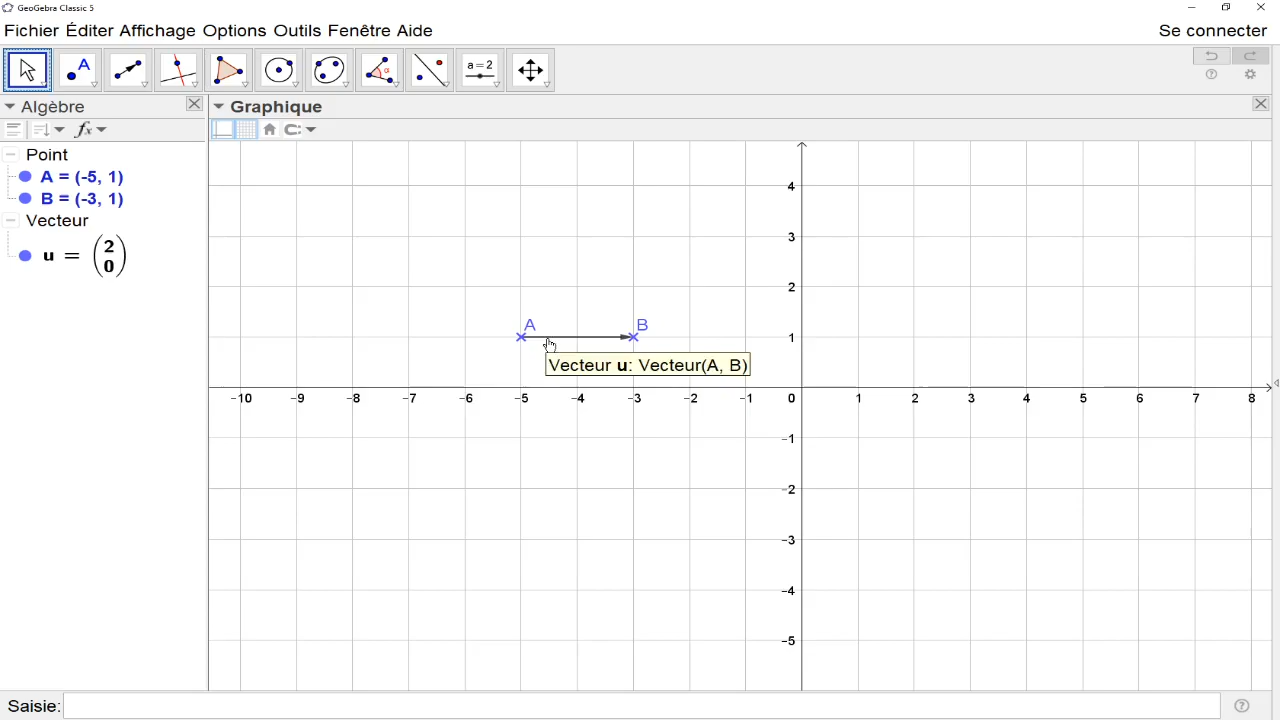 GeoGebra Classic 5
Fichier Éditer Affichage Options Outils Fenêtre Aide
Se connecter
A
α
a = 2
Algèbre
Graphique
fx
Point
A = (-5, 1)
B = (-3, 1)
Vecteur
u = (2
0)
4
3
2
A B
1
Vecteur u: Vecteur(A, B)
-10 -9 -8 -7 -6 -5 -4 -3 -2 -1 0 1 2 3 4 5 6 7 8
-1
-2
-3
-4
-5
Saisie: